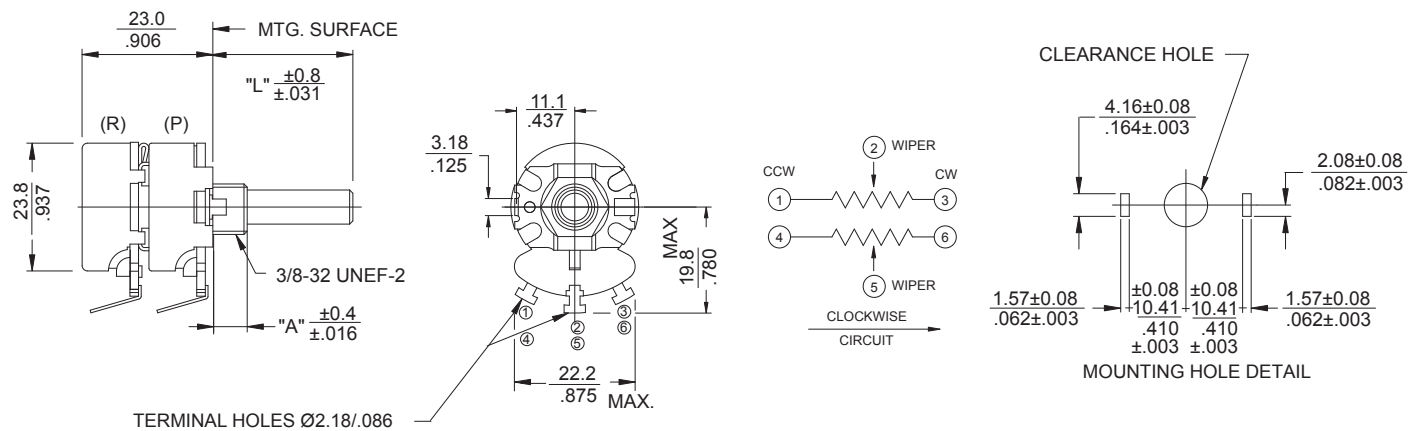 23.0
.906
MTG. SURFACE
"L" ±0.8
±.031
(R)
(P)
23.8
.937
3/8-32 UNEF-2
"A" ±0.4
±.016
TERMINAL HOLES Ø2.18/.086
11.1
.437
3.18
.125
MAX
19.8
.780
①
②
③
④
⑤
⑥
22.2
.875
MAX.
② WIPER
CCW
CW
①
③
④
⑥
⑤ WIPER
CLOCKWISE
CIRCUIT
CLEARANCE HOLE
4.16±0.08
.164±.003
2.08±0.08
.082±.003
1.57±0.08
.062±.003
±0.08
10.41
.410
±.003
±0.08
10.41
.410
±.003
1.57±0.08
.062±.003
MOUNTING HOLE DETAIL